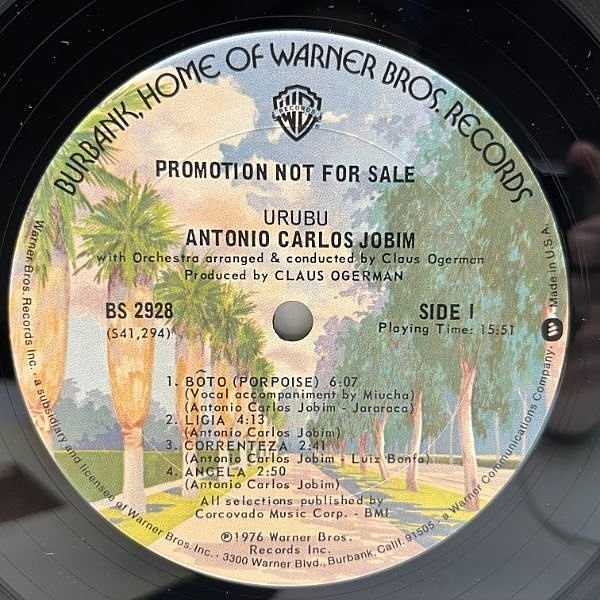 BURBANK, HOME OF WARNER BROS. RECORDS
WB
RECORDS
PROMOTION NOT FOR SALE
URUBU
ANTONIO CARLOS JOBIM
with Orchestra arranged & conducted by Claus Ogerman
Produced by CLAUS OGERMAN
BS 2928
(S41,294)
SIDE I
Playing Time: 15:51
1. BÔTO (PORPOISE) 6:07
(Vocal accompaniment by Miucha)
(Antonio Carlos Jobim - Jararaca)
2. LIGIA 4:13
(Antonio Carlos Jobim)
3. CORRENTEZA 2:41
(Antonio Carlos Jobim - Luiz Bonfa)
4. ANGELA 2:50
(Antonio Carlos Jobim)
All selections published by
Corcovado Music Corp. - BMI
℗1976 Warner Bros.
Records Inc.
Warner Bros. Records Inc. · a subsidiary and licensee of Warner Bros. Inc. · 3300 Warner Blvd., Burbank, Calif. 91505 · a Warner Communications Company · Made in U.S.A.